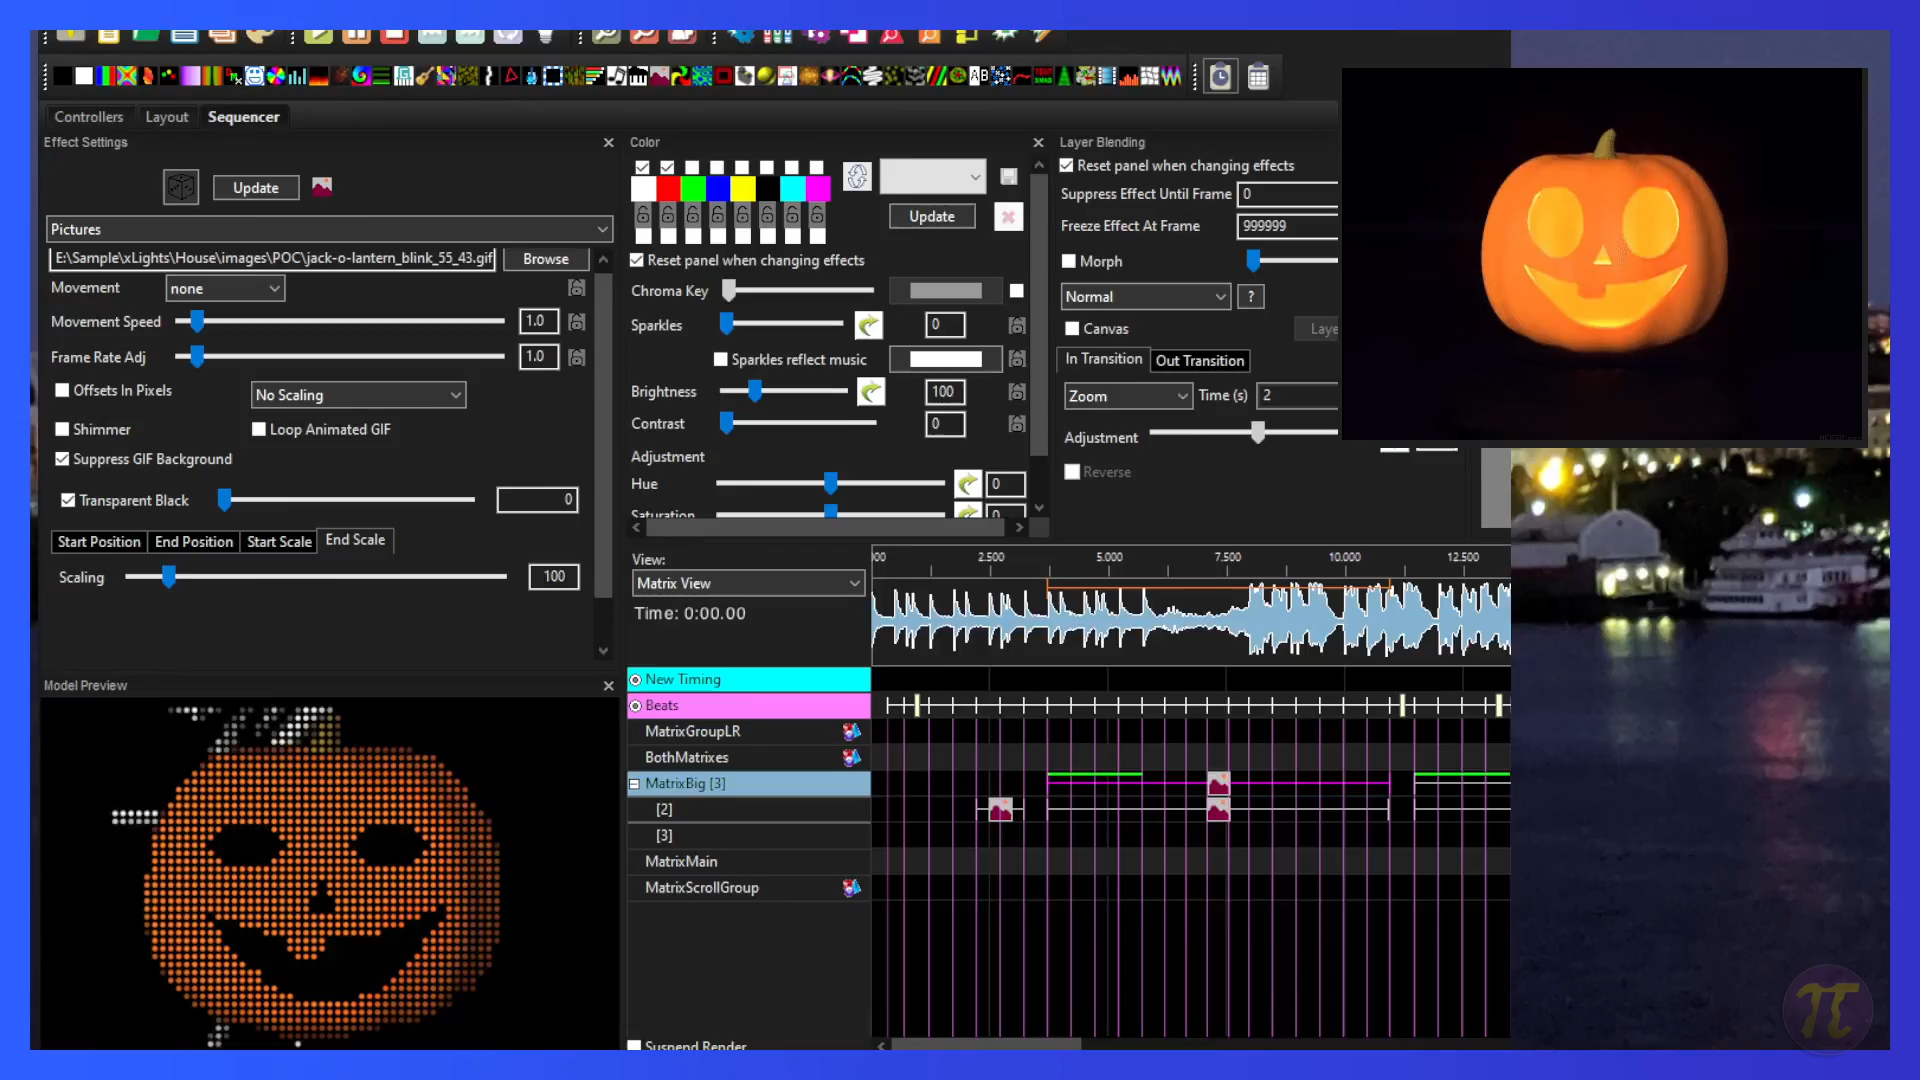 Controllers Layout Sequencer
Effect Settings
Update
Pictures
E:\Sample\xLights\House\images\POC\jack-o-lantern_blink_55_43.gif Browse
Movement none
Movement Speed 1.0
Frame Rate Adj 1.0
Offsets In Pixels No Scaling
Shimmer Loop Animated GIF
Suppress GIF Background
Transparent Black 0
Start Position End Position Start Scale End Scale
Scaling 100
Model Preview
Color
Update
Reset panel when changing effects
Chroma Key
Sparkles 0
Sparkles reflect music
Brightness 100
Contrast 0
Adjustment
Hue 0
Saturation 0
Layer Blending
Reset panel when changing effects
Suppress Effect Until Frame 0
Freeze Effect At Frame 999999
Morph
Normal ?
Canvas Laye
In Transition Out Transition
Zoom Time (s) 2
Adjustment
Reverse
View:
Matrix View
Time: 0:00.00
00 2.500 5.000 7.500 10.000 12.500
New Timing
Beats
MatrixGroupLR
BothMatrixes
MatrixBig [3]
[2]
[3]
MatrixMain
MatrixScrollGroup
Suspend Render
π